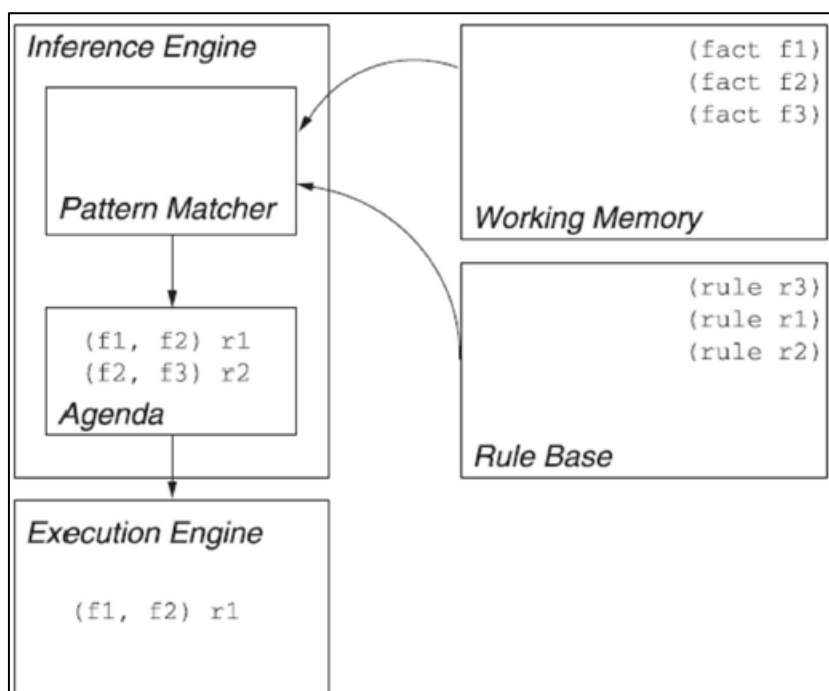 Inference Engine
Pattern Matcher
(f1, f2) r1
(f2, f3) r2
Agenda
Execution Engine
(f1, f2) r1
(fact f1)
(fact f2)
(fact f3)
Working Memory
(rule r3)
(rule r1)
(rule r2)
Rule Base